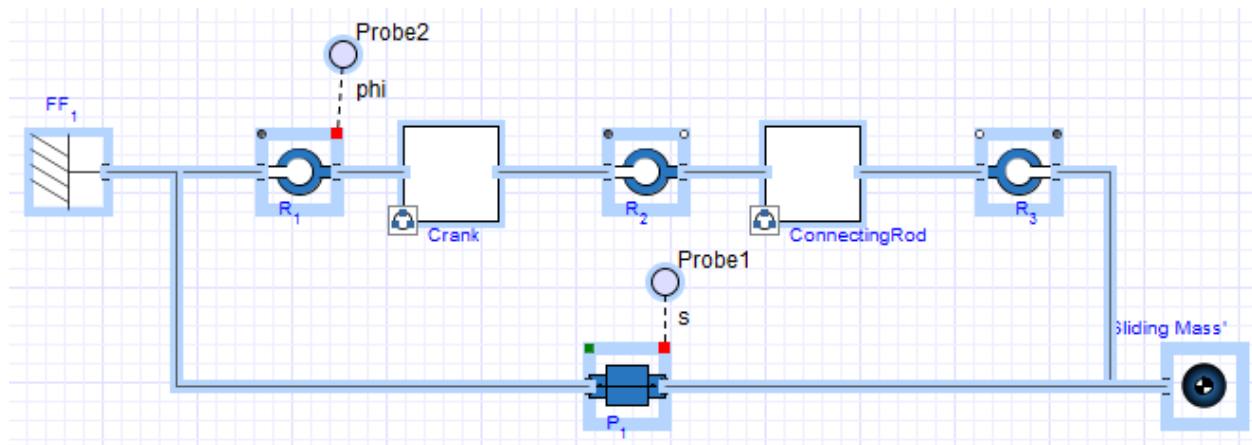 Probe2
phi
FF1
R1
Crank
R2
ConnectingRod
R3
Probe1
s
Sliding Mass'
P1